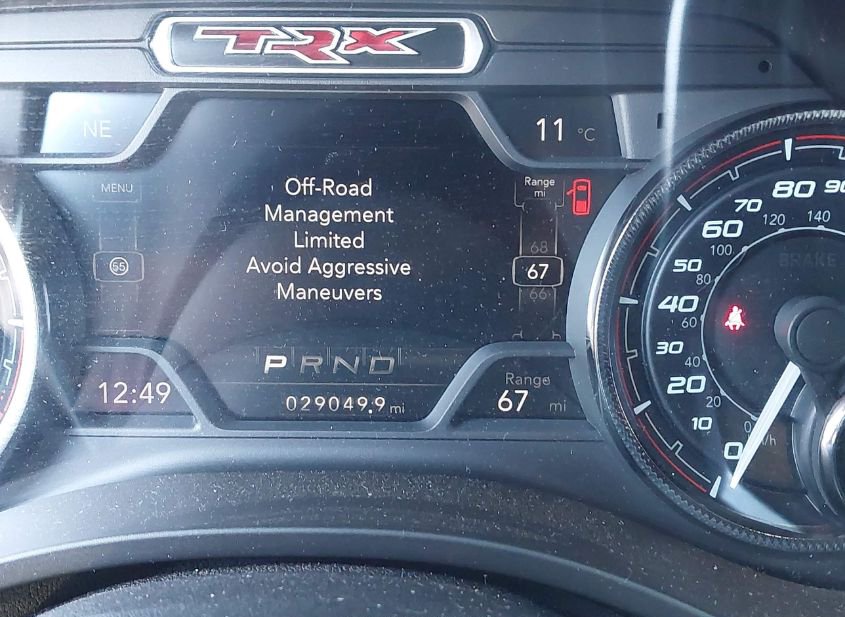 TRX
NE
11 °C
MENU
Off-Road
Management
Limited
Avoid Aggressive
Maneuvers
Range
mi
68
67
66
55
P R N D
12:49
029049.9 mi
Range
67 mi
0
10
20
30
40
50
60
70
80
90
0
20
40
60
80
100
120
140
BRAKE